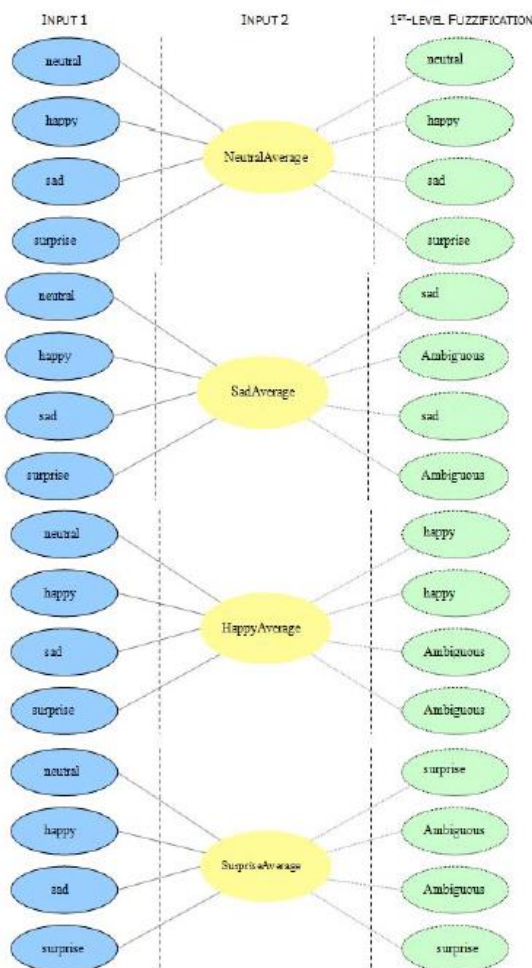 INPUT 1 INPUT 2 1ST-LEVEL FUZZIFICATION
neutral neutral
happy happy
NeutralAverage
sad sad
surprise surprise
neutral sad
happy Ambiguous
SadAverage
sad sad
surprise Ambiguous
neutral happy
happy happy
HappyAverage
sad Ambiguous
surprise Ambiguous
neutral surprise
happy Ambiguous
SurpriseAverage
sad Ambiguous
surprise surprise